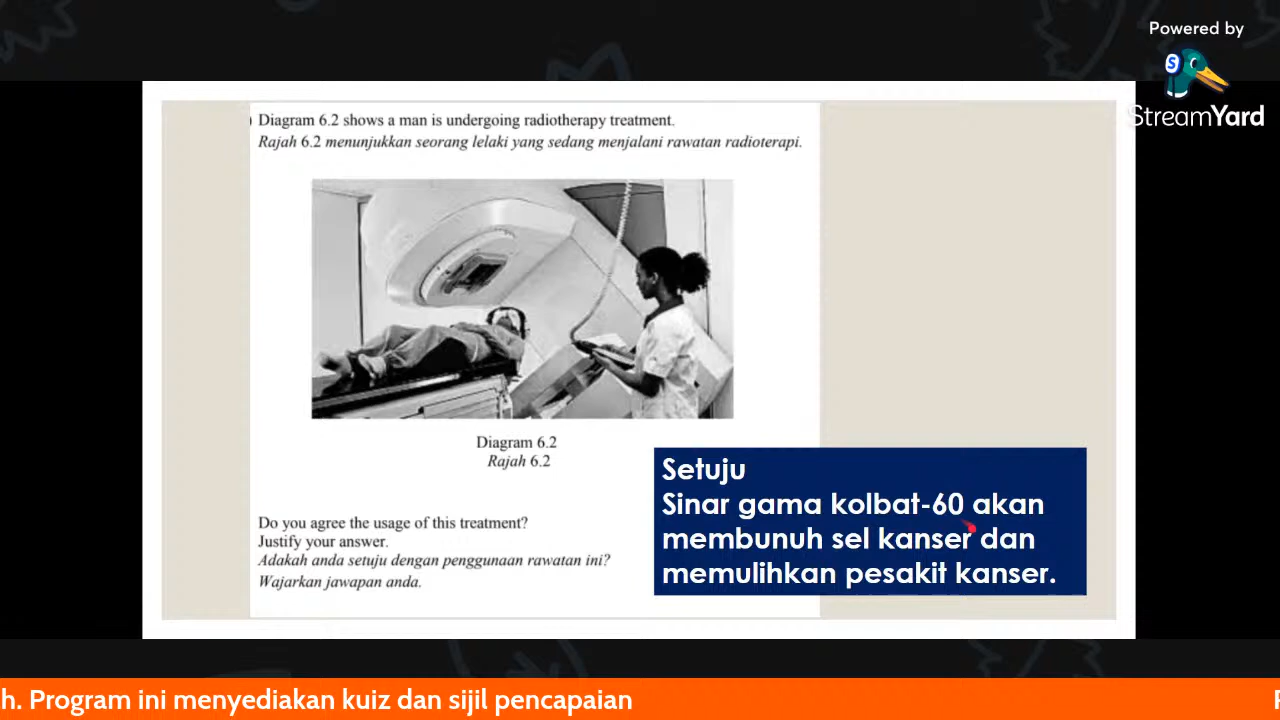 Powered by
StreamYard
Diagram 6.2 shows a man is undergoing radiotherapy treatment.
Rajah 6.2 menunjukkan seorang lelaki yang sedang menjalani rawatan radioterapi.
Diagram 6.2
Rajah 6.2
Do you agree the usage of this treatment?
Justify your answer.
Adakah anda setuju dengan penggunaan rawatan ini?
Wajarkan jawapan anda.
Setuju
Sinar gama kolbat-60 akan
membunuh sel kanser dan
memulihkan pesakit kanser.
h. Program ini menyediakan kuiz dan sijil pencapaian